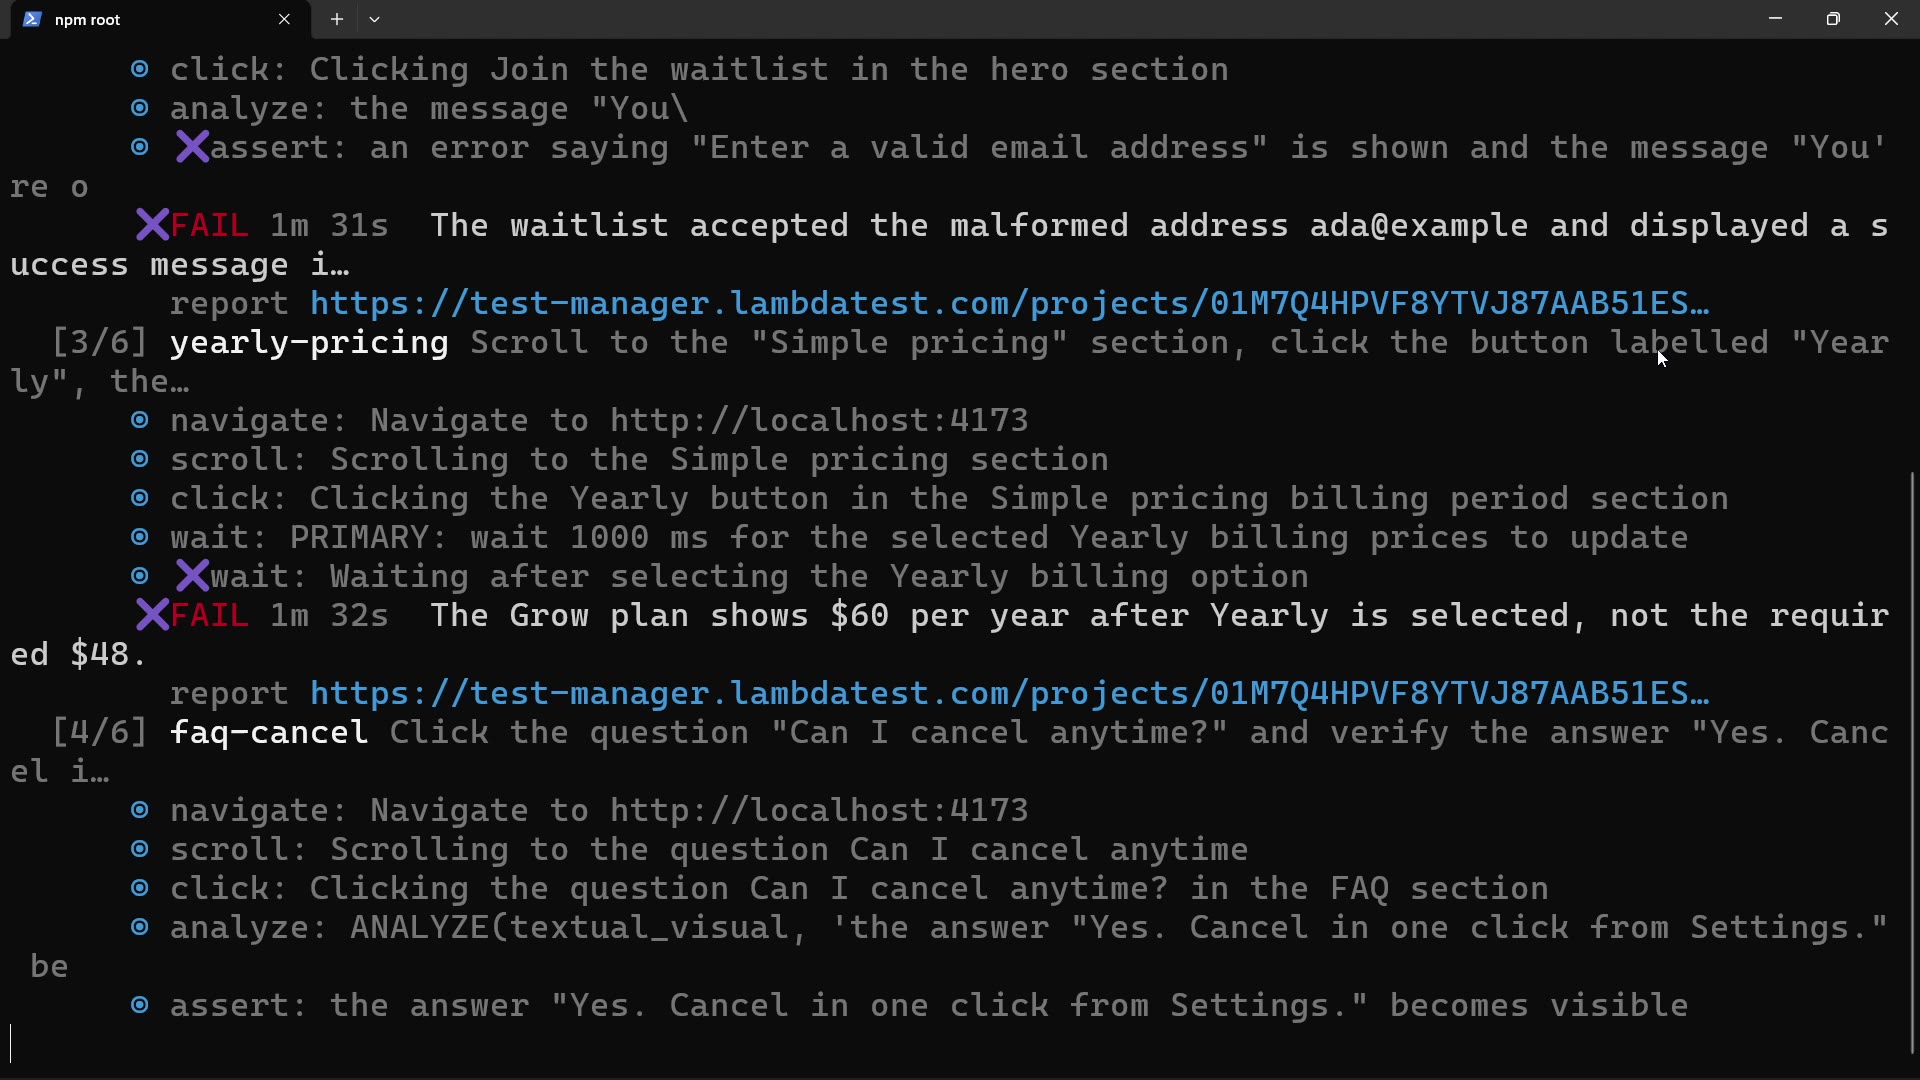 npm root
click: Clicking Join the waitlist in the hero section
analyze: the message "You\
❌assert: an error saying "Enter a valid email address" is shown and the message "You'
re o
❌FAIL 1m 31s The waitlist accepted the malformed address ada@example and displayed a s
uccess message i…
report https://test-manager.lambdatest.com/projects/01M7Q4HPVF8YTVJ87AAB51ES…
[3/6] yearly-pricing Scroll to the "Simple pricing" section, click the button labelled "Year
ly", the…
navigate: Navigate to http://localhost:4173
scroll: Scrolling to the Simple pricing section
click: Clicking the Yearly button in the Simple pricing billing period section
wait: PRIMARY: wait 1000 ms for the selected Yearly billing prices to update
❌wait: Waiting after selecting the Yearly billing option
❌FAIL 1m 32s The Grow plan shows $60 per year after Yearly is selected, not the requir
ed $48.
report https://test-manager.lambdatest.com/projects/01M7Q4HPVF8YTVJ87AAB51ES…
[4/6] faq-cancel Click the question "Can I cancel anytime?" and verify the answer "Yes. Canc
el i…
navigate: Navigate to http://localhost:4173
scroll: Scrolling to the question Can I cancel anytime
click: Clicking the question Can I cancel anytime? in the FAQ section
analyze: ANALYZE(textual_visual, 'the answer "Yes. Cancel in one click from Settings."
be
assert: the answer "Yes. Cancel in one click from Settings." becomes visible